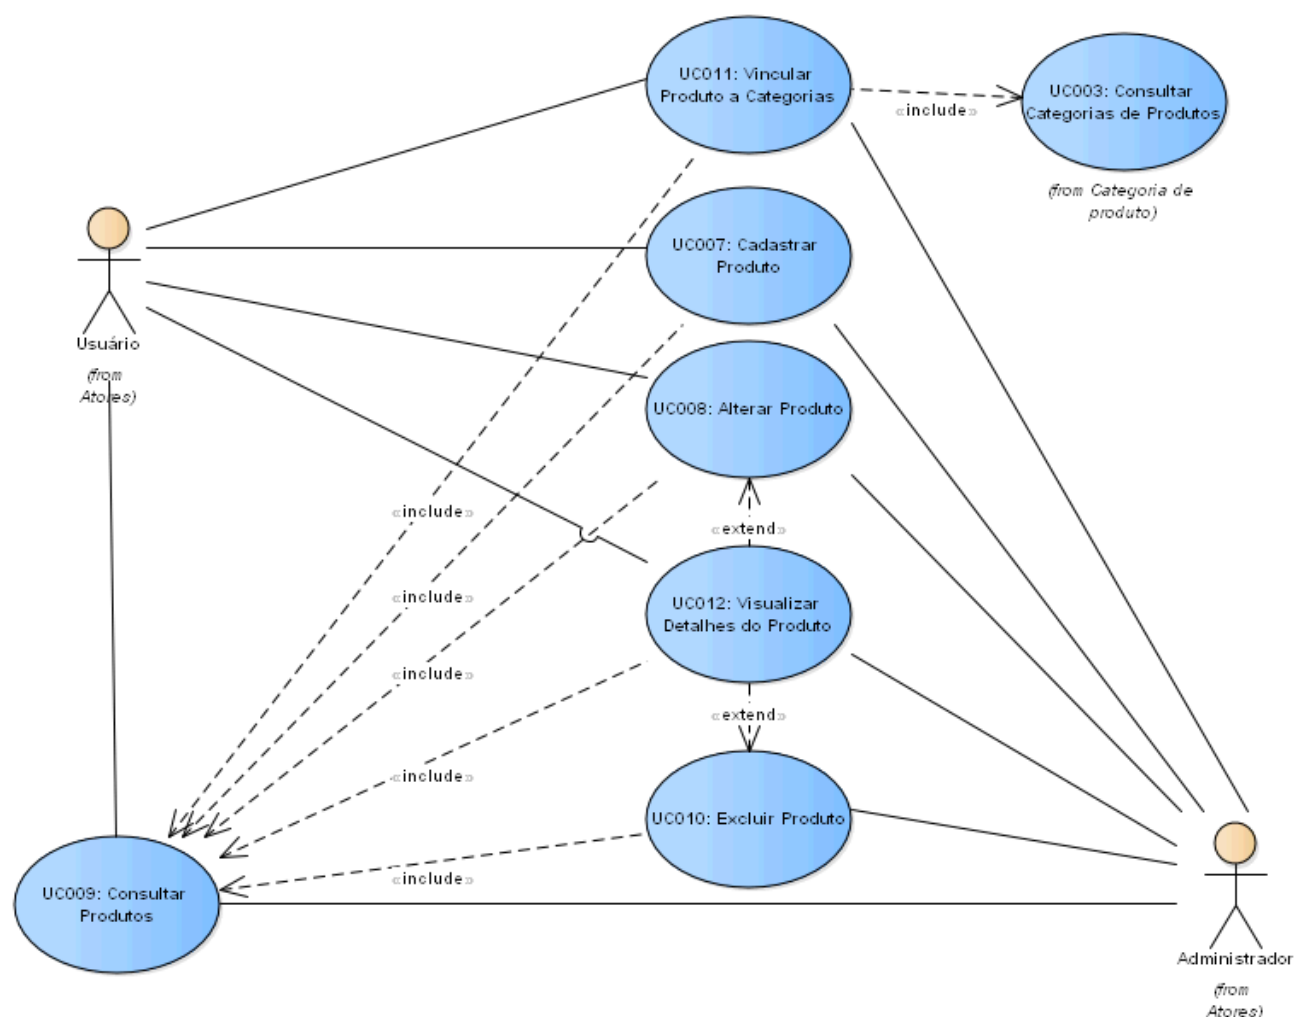 UC011: Vincular
Produto a Categorias
UC003: Consultar
Categorias de Produtos
«include»
(from Categoria de
produto)
UC007: Cadastrar
Produto
Usuário
(from
Atores)
UC008: Alterar Produto
«include»
«extend»
«include»
UC012: Visualizar
Detalhes do Produto
«include»
«extend»
«include»
UC010: Excluir Produto
«include»
UC009: Consultar
Produtos
Administrador
(from
Atores)